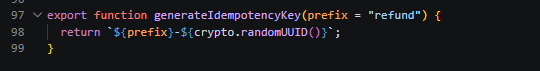 97 export function generateIdempotencyKey(prefix = "refund") {
98   return `${prefix}-${crypto.randomUUID()}`;
99 }